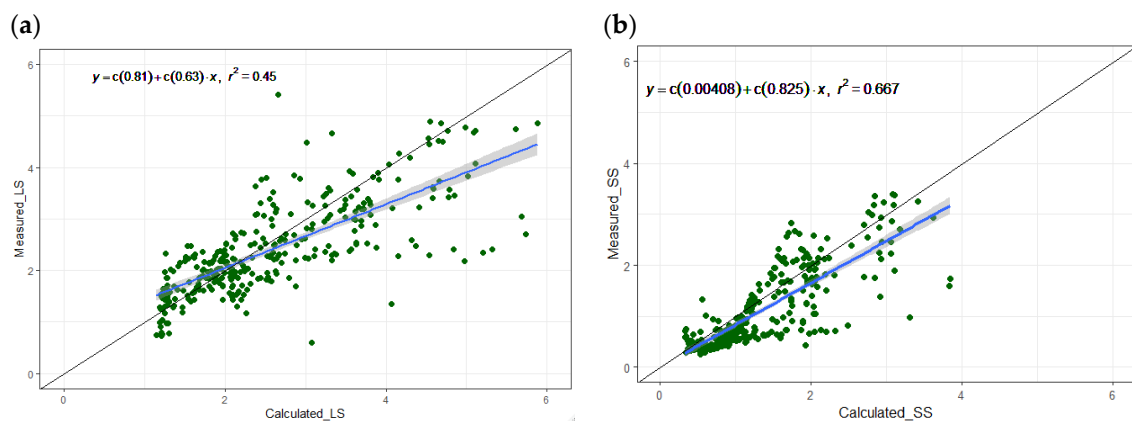 (a)
y = c(0.81) + c(0.63) · x, r² = 0.45
Measured_LS
6
4
2
0
0 2 4 6
Calculated_LS
(b)
y = c(0.00408) + c(0.825) · x, r² = 0.667
Measured_SS
6
4
2
0
0 1 2 4 6
Calculated_SS